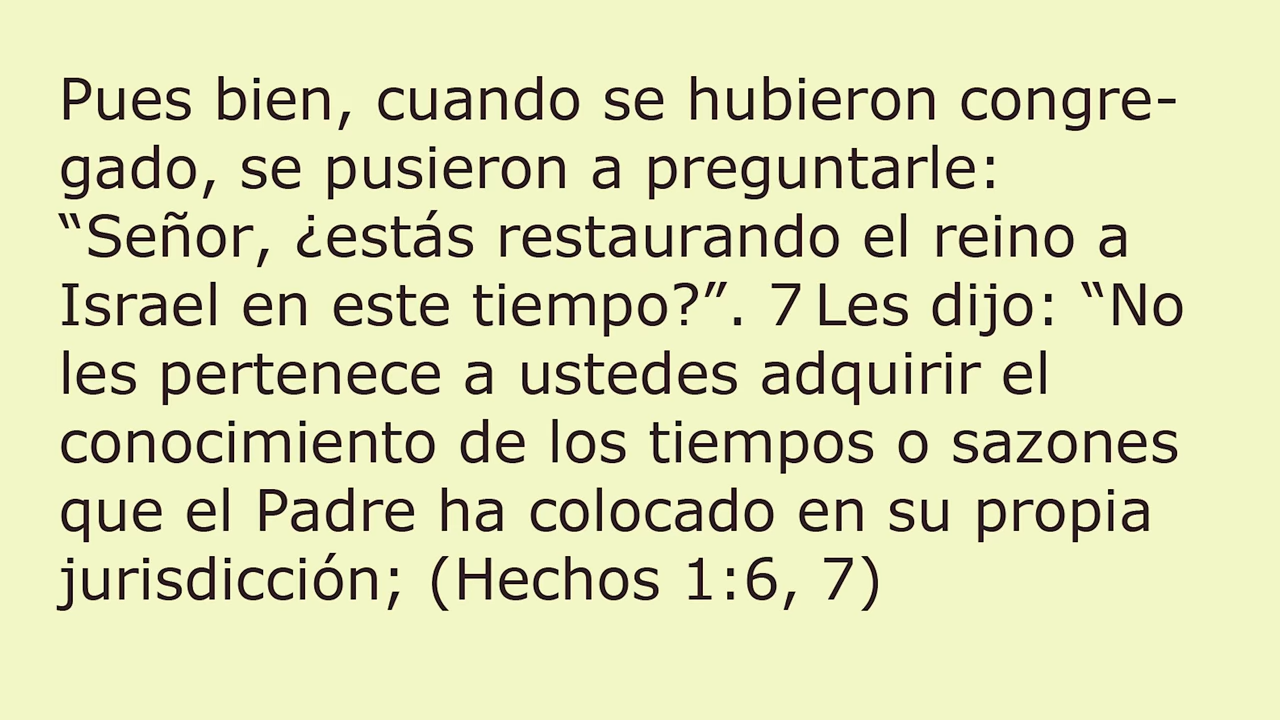 Pues bien, cuando se hubieron congre-
gado, se pusieron a preguntarle:
“Señor, ¿estás restaurando el reino a
Israel en este tiempo?”. 7 Les dijo: “No
les pertenece a ustedes adquirir el
conocimiento de los tiempos o sazones
que el Padre ha colocado en su propia
jurisdicción; (Hechos 1:6, 7)